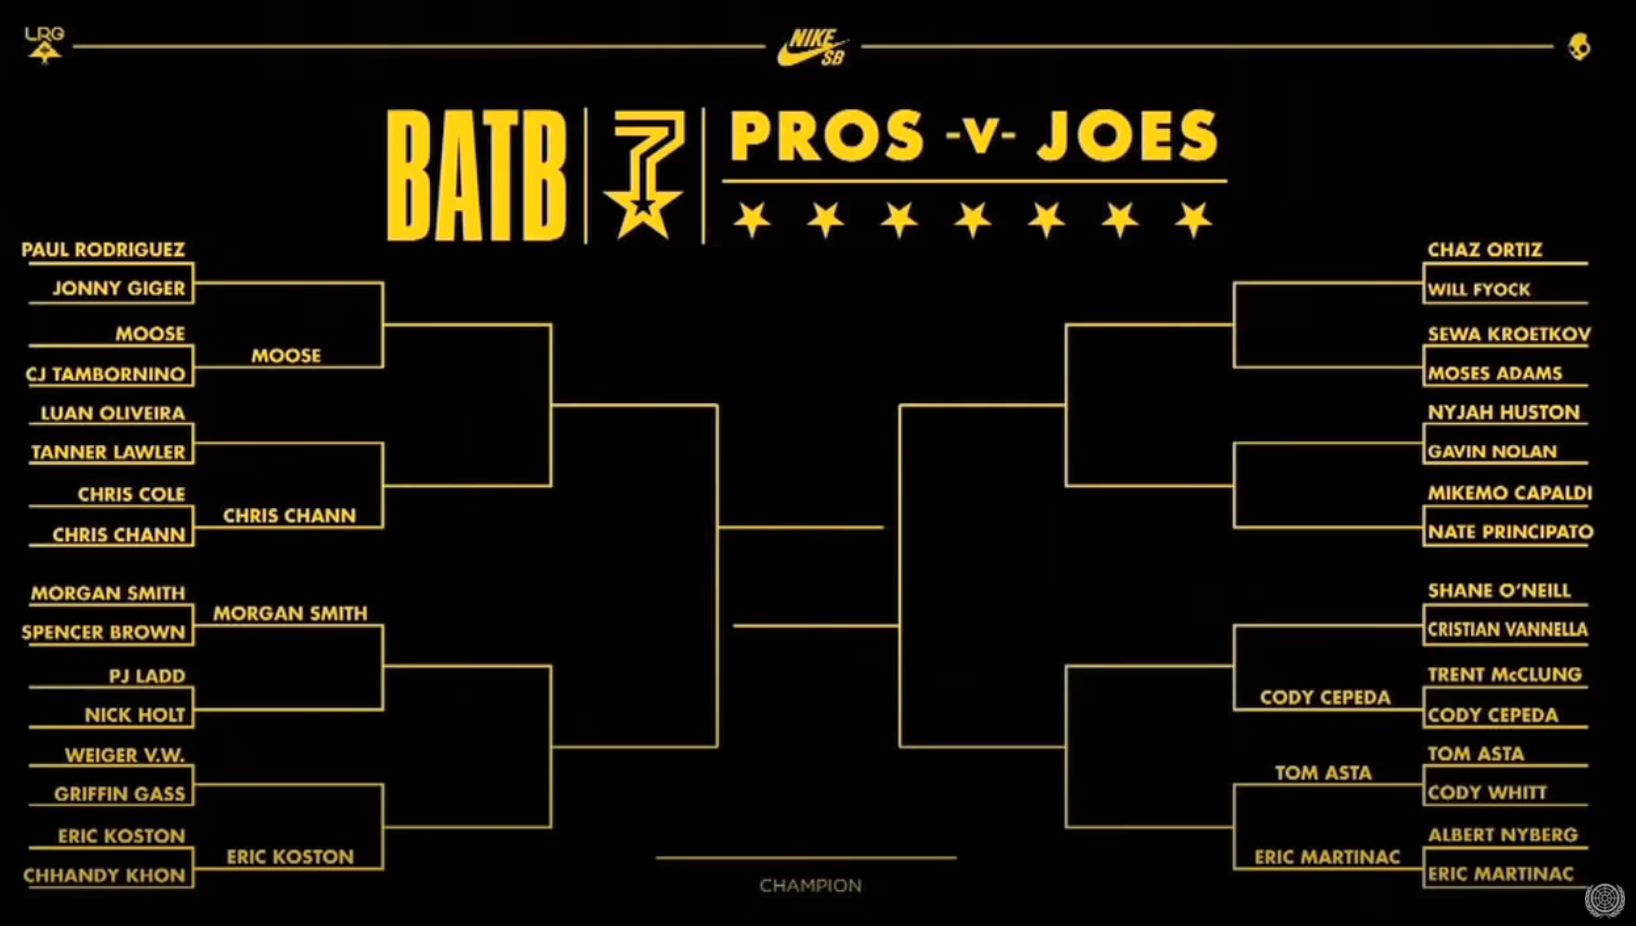 LRG
NIKE
SB
BATB 7 PROS -V- JOES
PAUL RODRIGUEZ
JONNY GIGER
MOOSE
CJ TAMBORNINO
MOOSE
LUAN OLIVEIRA
TANNER LAWLER
CHRIS COLE
CHRIS CHANN
CHRIS CHANN
MORGAN SMITH
SPENCER BROWN
MORGAN SMITH
PJ LADD
NICK HOLT
WEIGER V.W.
GRIFFIN GASS
ERIC KOSTON
CHHANDY KHON
ERIC KOSTON
CHAZ ORTIZ
WILL FYOCK
SEWA KROETKOV
MOSES ADAMS
NYJAH HUSTON
GAVIN NOLAN
MIKEMO CAPALDI
NATE PRINCIPATO
SHANE O'NEILL
CRISTIAN VANNELLA
TRENT McCLUNG
CODY CEPEDA
CODY CEPEDA
TOM ASTA
CODY WHITT
TOM ASTA
ALBERT NYBERG
ERIC MARTINAC
ERIC MARTINAC
CHAMPION